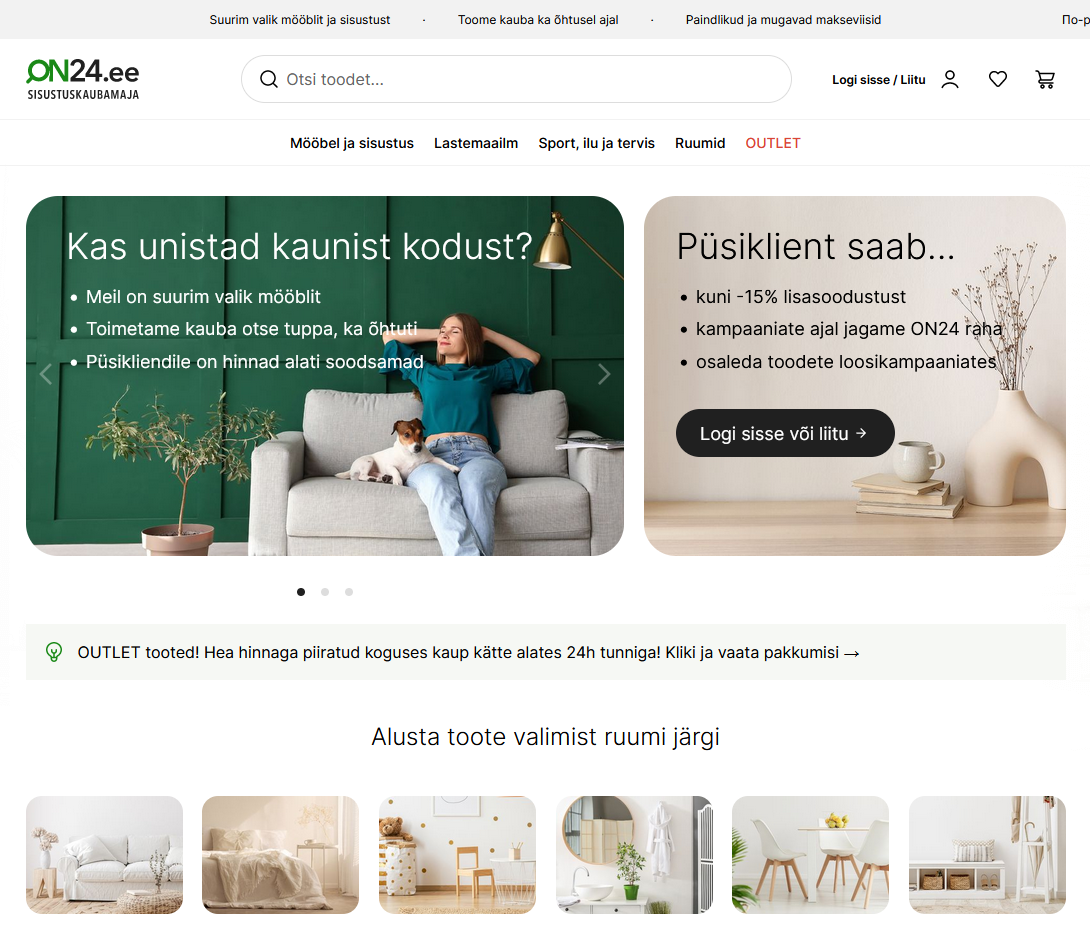 Suurim valik mööblit ja sisustust · Toome kauba ka õhtusel ajal · Paindlikud ja mugavad makseviisid
ON24.ee
SISUSTUSKAUBAMAJA
Otsi toodet...
Logi sisse / Liitu
Mööbel ja sisustus Lastemaailm Sport, ilu ja tervis Ruumid OUTLET
Kas unistad kaunist kodust?
• Meil on suurim valik mööblit
• Toimetame kauba otse tuppa, ka õhtuti
• Püsikliendile on hinnad alati soodsamad
Püsiklient saab...
• kuni -15% lisasoodustust
• kampaaniate ajal jagame ON24 raha
• osaleda toodete loosikampaaniates
Logi sisse või liitu →
OUTLET tooted! Hea hinnaga piiratud koguses kaup kätte alates 24h tunniga! Kliki ja vaata pakkumisi →
Alusta toote valimist ruumi järgi